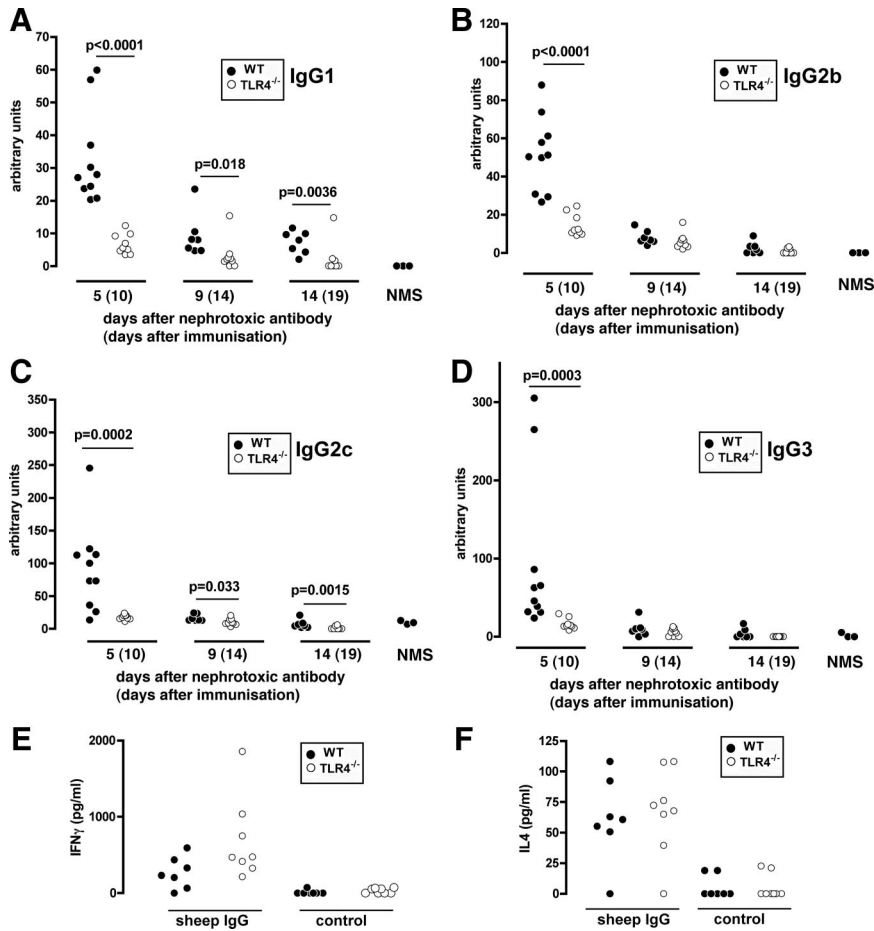 A
p<0.0001
70
60
50
40
30
20
10
0
arbitrary units
WT
TLR4-/-
IgG1
p=0.018
p=0.0036
5 (10)
9 (14)
14 (19)
NMS
days after nephrotoxic antibody
(days after immunisation)
B
p<0.0001
120
100
80
60
40
20
0
arbitrary units
WT
TLR4-/-
IgG2b
5 (10)
9 (14)
14 (19)
NMS
days after nephrotoxic antibody
(days after immunisation)
C
350
300
250
200
150
100
50
0
arbitrary units
p=0.0002
WT
TLR4-/-
IgG2c
p=0.033
p=0.0015
5 (10)
9 (14)
14 (19)
NMS
days after nephrotoxic antibody
(days after immunisation)
D
p=0.0003
300
200
100
0
arbitrary units
WT
TLR4-/-
IgG3
5 (10)
9 (14)
14 (19)
NMS
days after nephrotoxic antibody
(days after immunisation)
E
2000
1000
0
IFNγ (pg/ml)
WT
TLR4-/-
sheep IgG
control
F
125
100
75
50
25
0
IL4 (pg/ml)
WT
TLR4-/-
sheep IgG
control